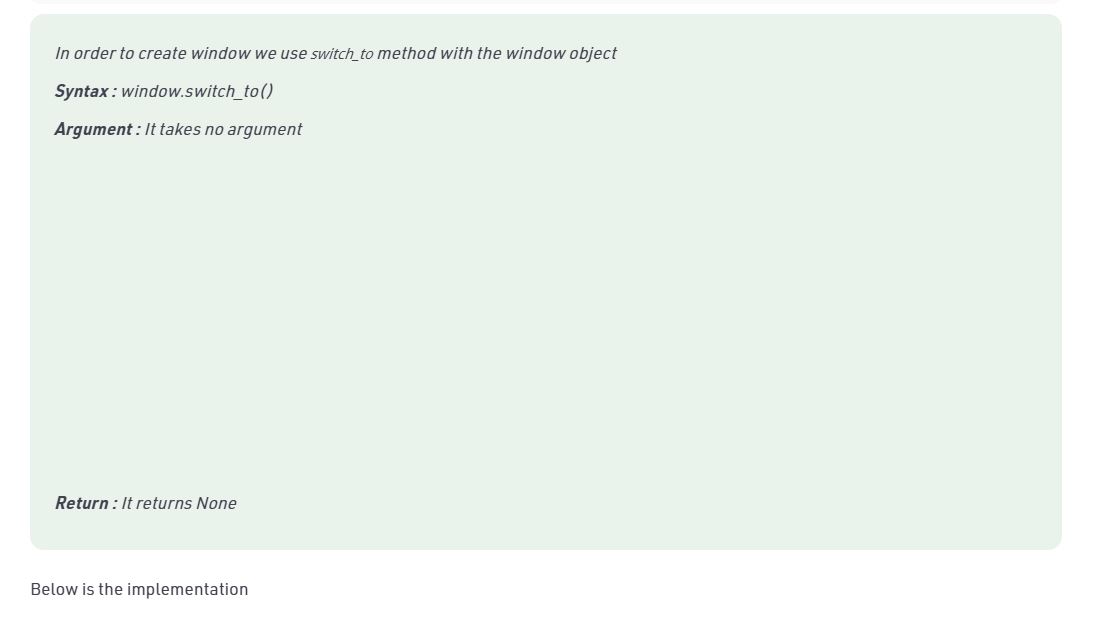 In order to create window we use switch_to method with the window object
Syntax : window.switch_to()
Argument : It takes no argument
Return : It returns None
Below is the implementation